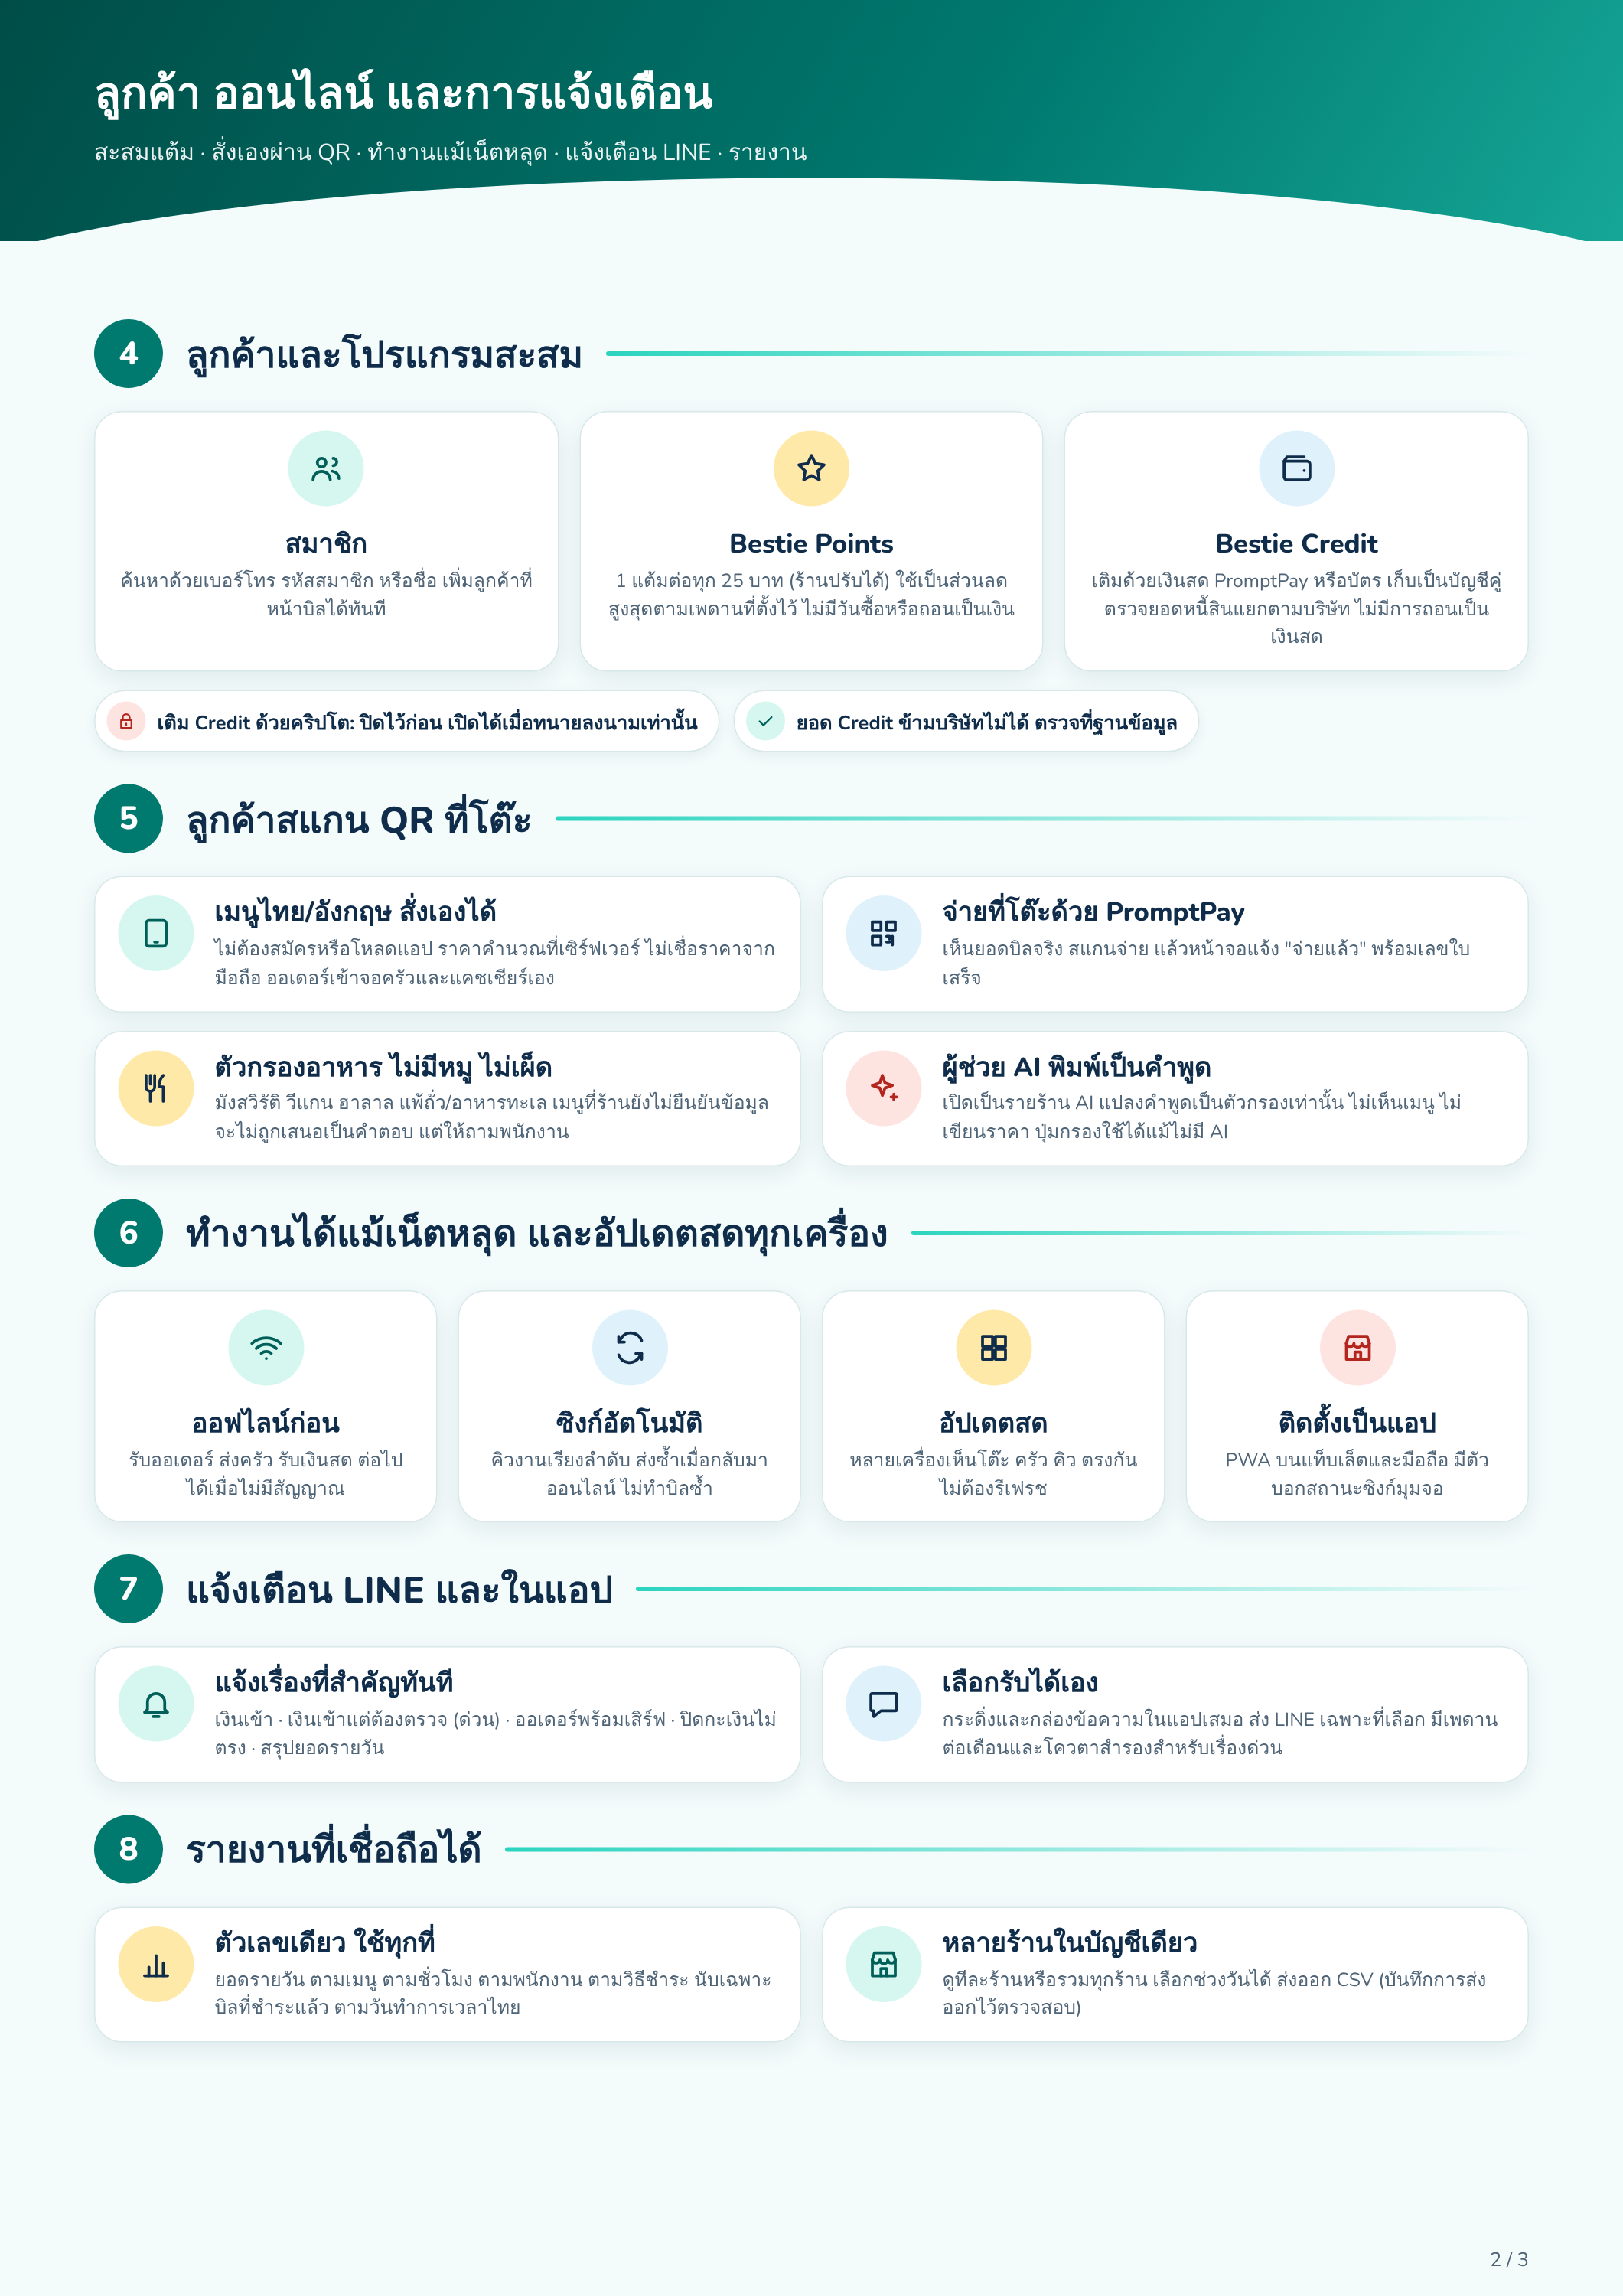 ลูกค้า ออนไลน์ และการแจ้งเตือน
สะสมแต้ม · สั่งเองผ่าน QR · ทำงานแม้เน็ตหลุด · แจ้งเตือน LINE · รายงาน
4
ลูกค้าและโปรแกรมสะสม
สมาชิก
ค้นหาด้วยเบอร์โทร รหัสสมาชิก หรือชื่อ เพิ่มลูกค้าที่
หน้าบิลได้ทันที
Bestie Points
1 แต้มต่อทุก 25 บาท (ร้านปรับได้) ใช้เป็นส่วนลด
สูงสุดตามเพดานที่ตั้งไว้ ไม่มีวันซื้อหรือถอนเป็นเงิน
Bestie Credit
เติมด้วยเงินสด PromptPay หรือบัตร เก็บเป็นบัญชีคู่
ตรวจยอดหนี้สินแยกตามบริษัท ไม่มีการถอนเป็น
เงินสด
เติม Credit ด้วยคริปโต: ปิดไว้ก่อน เปิดได้เมื่อทนายลงนามเท่านั้น
ยอด Credit ข้ามบริษัทไม่ได้ ตรวจที่ฐานข้อมูล
5
ลูกค้าสแกน QR ที่โต๊ะ
เมนูไทย/อังกฤษ สั่งเองได้
ไม่ต้องสมัครหรือโหลดแอป ราคาคำนวณที่เซิร์ฟเวอร์ ไม่เชื่อราคาจาก
มือถือ ออเดอร์เข้าจอครัวและแคชเชียร์เอง
จ่ายที่โต๊ะด้วย PromptPay
เห็นยอดบิลจริง สแกนจ่าย แล้วหน้าจอแจ้ง "จ่ายแล้ว" พร้อมเลขใบ
เสร็จ
ตัวกรองอาหาร ไม่มีหมู ไม่เผ็ด
มังสวิรัติ วีแกน ฮาลาล แพ้ถั่ว/อาหารทะเล เมนูที่ร้านยังไม่ยืนยันข้อมูล
จะไม่ถูกเสนอเป็นคำตอบ แต่ให้ถามพนักงาน
ผู้ช่วย AI พิมพ์เป็นคำพูด
เปิดเป็นรายร้าน AI แปลงคำพูดเป็นตัวกรองเท่านั้น ไม่เห็นเมนู ไม่
เขียนราคา ปุ่มกรองใช้ได้แม้ไม่มี AI
6
ทำงานได้แม้เน็ตหลุด และอัปเดตสดทุกเครื่อง
ออฟไลน์ก่อน
รับออเดอร์ ส่งครัว รับเงินสด ต่อไป
ได้เมื่อไม่มีสัญญาณ
ซิงก์อัตโนมัติ
คิวงานเรียงลำดับ ส่งซ้ำเมื่อกลับมา
ออนไลน์ ไม่ทำบิลซ้ำ
อัปเดตสด
หลายเครื่องเห็นโต๊ะ ครัว คิว ตรงกัน
ไม่ต้องรีเฟรช
ติดตั้งเป็นแอป
PWA บนแท็บเล็ตและมือถือ มีตัว
บอกสถานะซิงก์มุมจอ
7
แจ้งเตือน LINE และในแอป
แจ้งเรื่องที่สำคัญทันที
เงินเข้า · เงินเข้าแต่ต้องตรวจ (ด่วน) · ออเดอร์พร้อมเสิร์ฟ · ปิดกะเงินไม่
ตรง · สรุปยอดรายวัน
เลือกรับได้เอง
กระดิ่งและกล่องข้อความในแอปเสมอ ส่ง LINE เฉพาะที่เลือก มีเพดาน
ต่อเดือนและโควตาสำรองสำหรับเรื่องด่วน
8
รายงานที่เชื่อถือได้
ตัวเลขเดียว ใช้ทุกที่
ยอดรายวัน ตามเมนู ตามชั่วโมง ตามพนักงาน ตามวิธีชำระ นับเฉพาะ
บิลที่ชำระแล้ว ตามวันทำการเวลาไทย
หลายร้านในบัญชีเดียว
ดูทีละร้านหรือรวมทุกร้าน เลือกช่วงวันได้ ส่งออก CSV (บันทึกการส่ง
ออกไว้ตรวจสอบ)
2 / 3